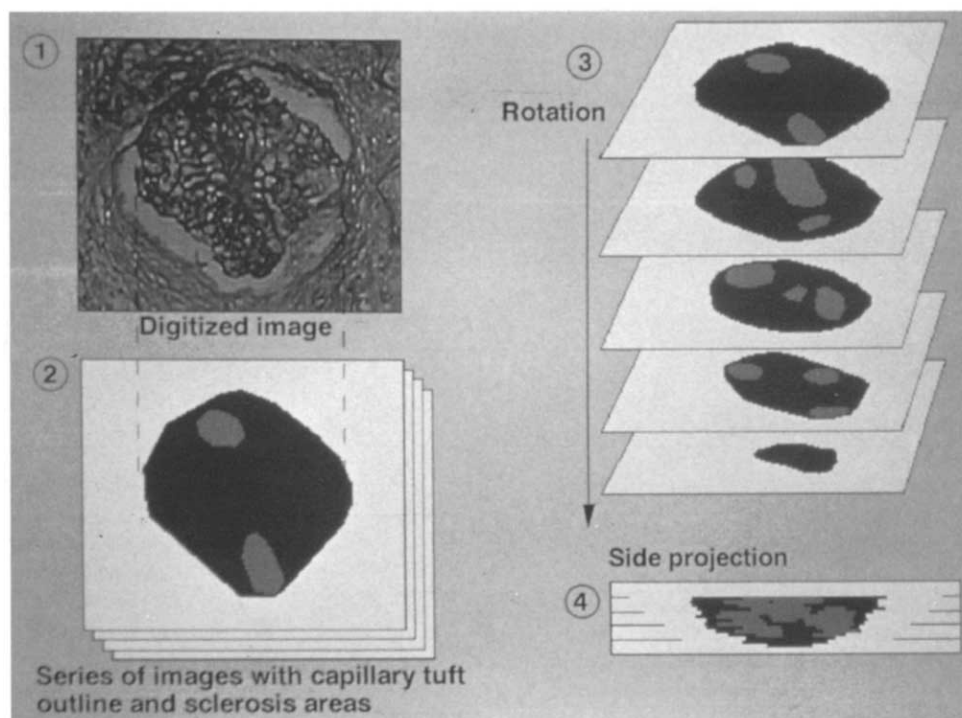 1
Digitized image
2
Series of images with capillary tuft
outline and sclerosis areas
3
Rotation
Side projection
4